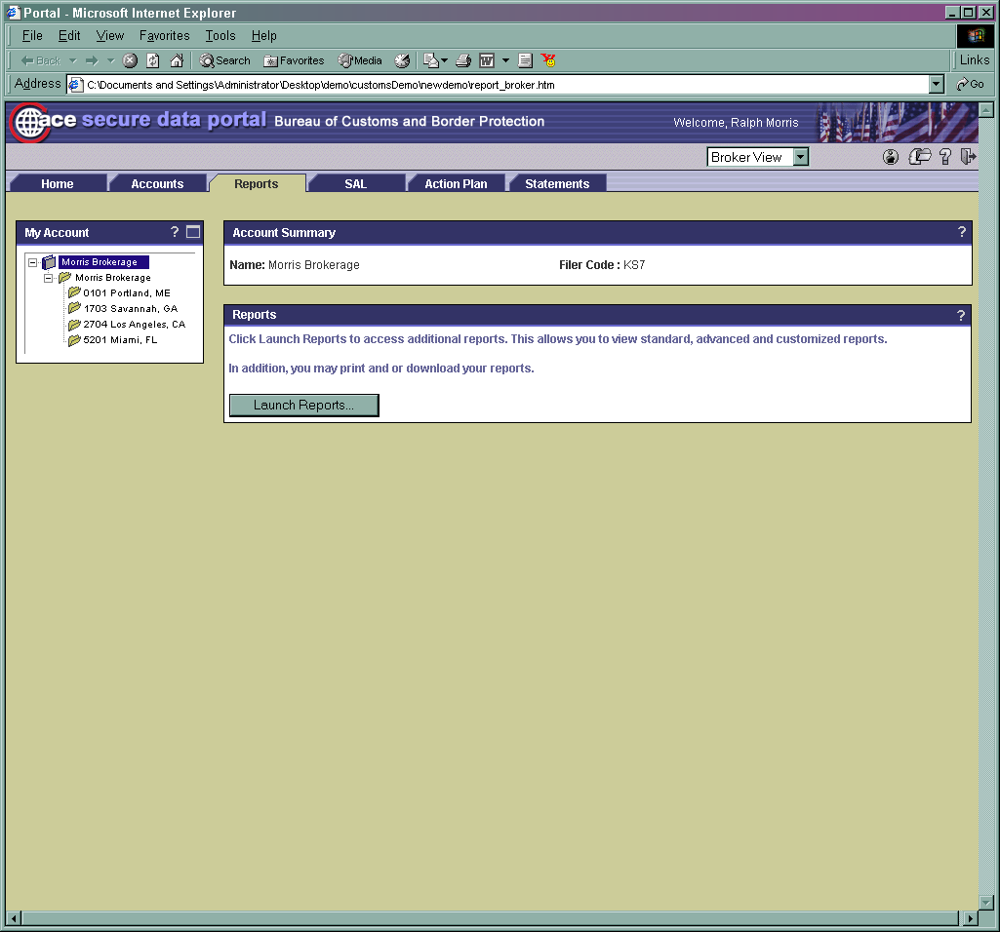 Portal - Microsoft Internet Explorer
File Edit View Favorites Tools Help
Back Search Favorites Media Links
Address C:\Documents and Settings\Administrator\Desktop\demo\customsDemo\newdemo\report_broker.htm Go
ace secure data portal Bureau of Customs and Border Protection Welcome, Ralph Morris
Broker View
Home Accounts Reports SAL Action Plan Statements
My Account ?
Morris Brokerage
Morris Brokerage
0101 Portland, ME
1703 Savannah, GA
2704 Los Angeles, CA
5201 Miami, FL
Account Summary ?
Name: Morris Brokerage Filer Code : KS7
Reports ?
Click Launch Reports to access additional reports. This allows you to view standard, advanced and customized reports.
In addition, you may print and or download your reports.
Launch Reports...